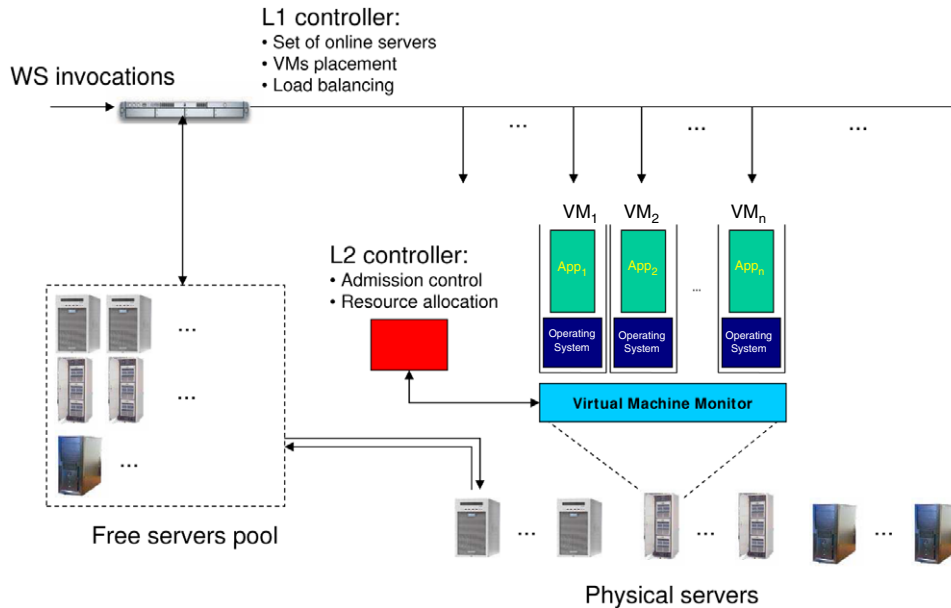 L1 controller:
• Set of online servers
• VMs placement
• Load balancing
WS invocations
... ... ...
VM1 VM2 VMn
L2 controller:
• Admission control
• Resource allocation
App1 App2 ... Appn
Operating System Operating System Operating System
Virtual Machine Monitor
...
...
...
Free servers pool
... ... ...
Physical servers